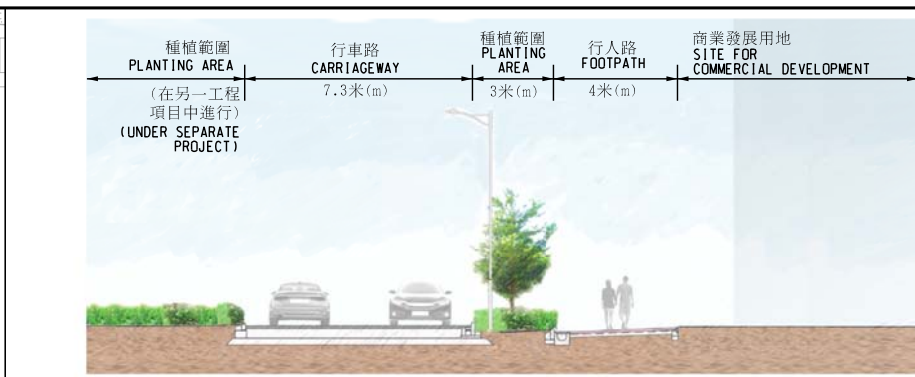 種植範圍
PLANTING AREA
(在另一工程
項目中進行)
(UNDER SEPARATE
PROJECT)
行車路
CARRIAGEWAY
7.3米(m)
種植範圍
PLANTING
AREA
3米(m)
行人路
FOOTPATH
4米(m)
商業發展用地
SITE FOR
COMMERCIAL DEVELOPMENT